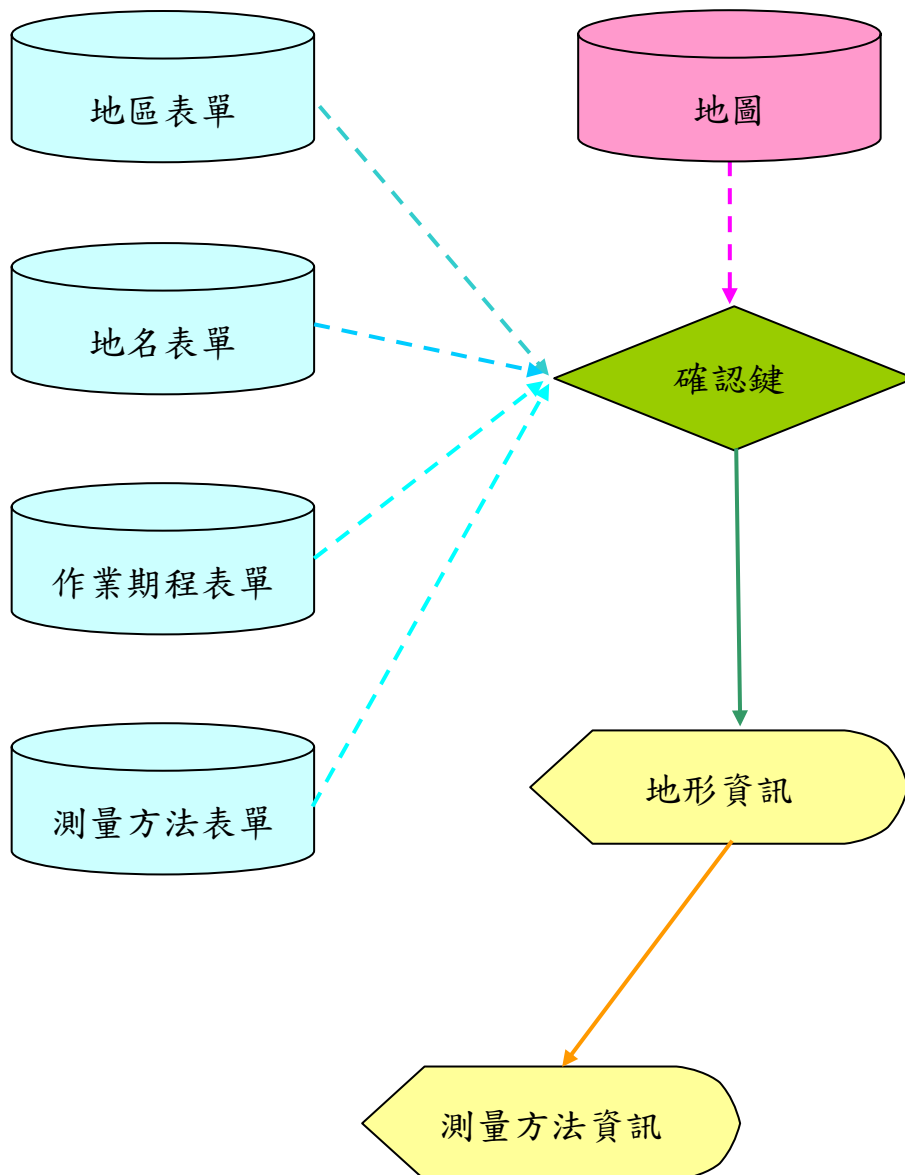 地區表單
地圖
地名表單
確認鍵
作業期程表單
測量方法表單
地形資訊
測量方法資訊